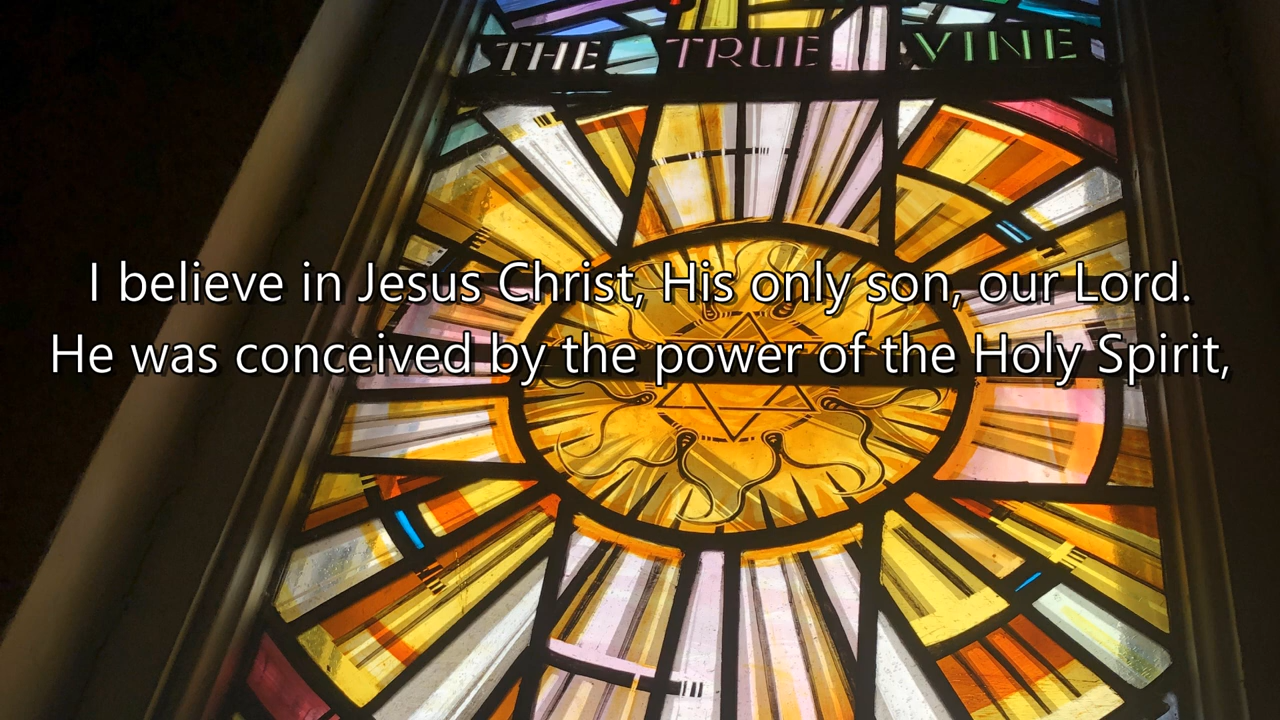 THE TRUE VINE
I believe in Jesus Christ, His only son, our Lord.
He was conceived by the power of the Holy Spirit,